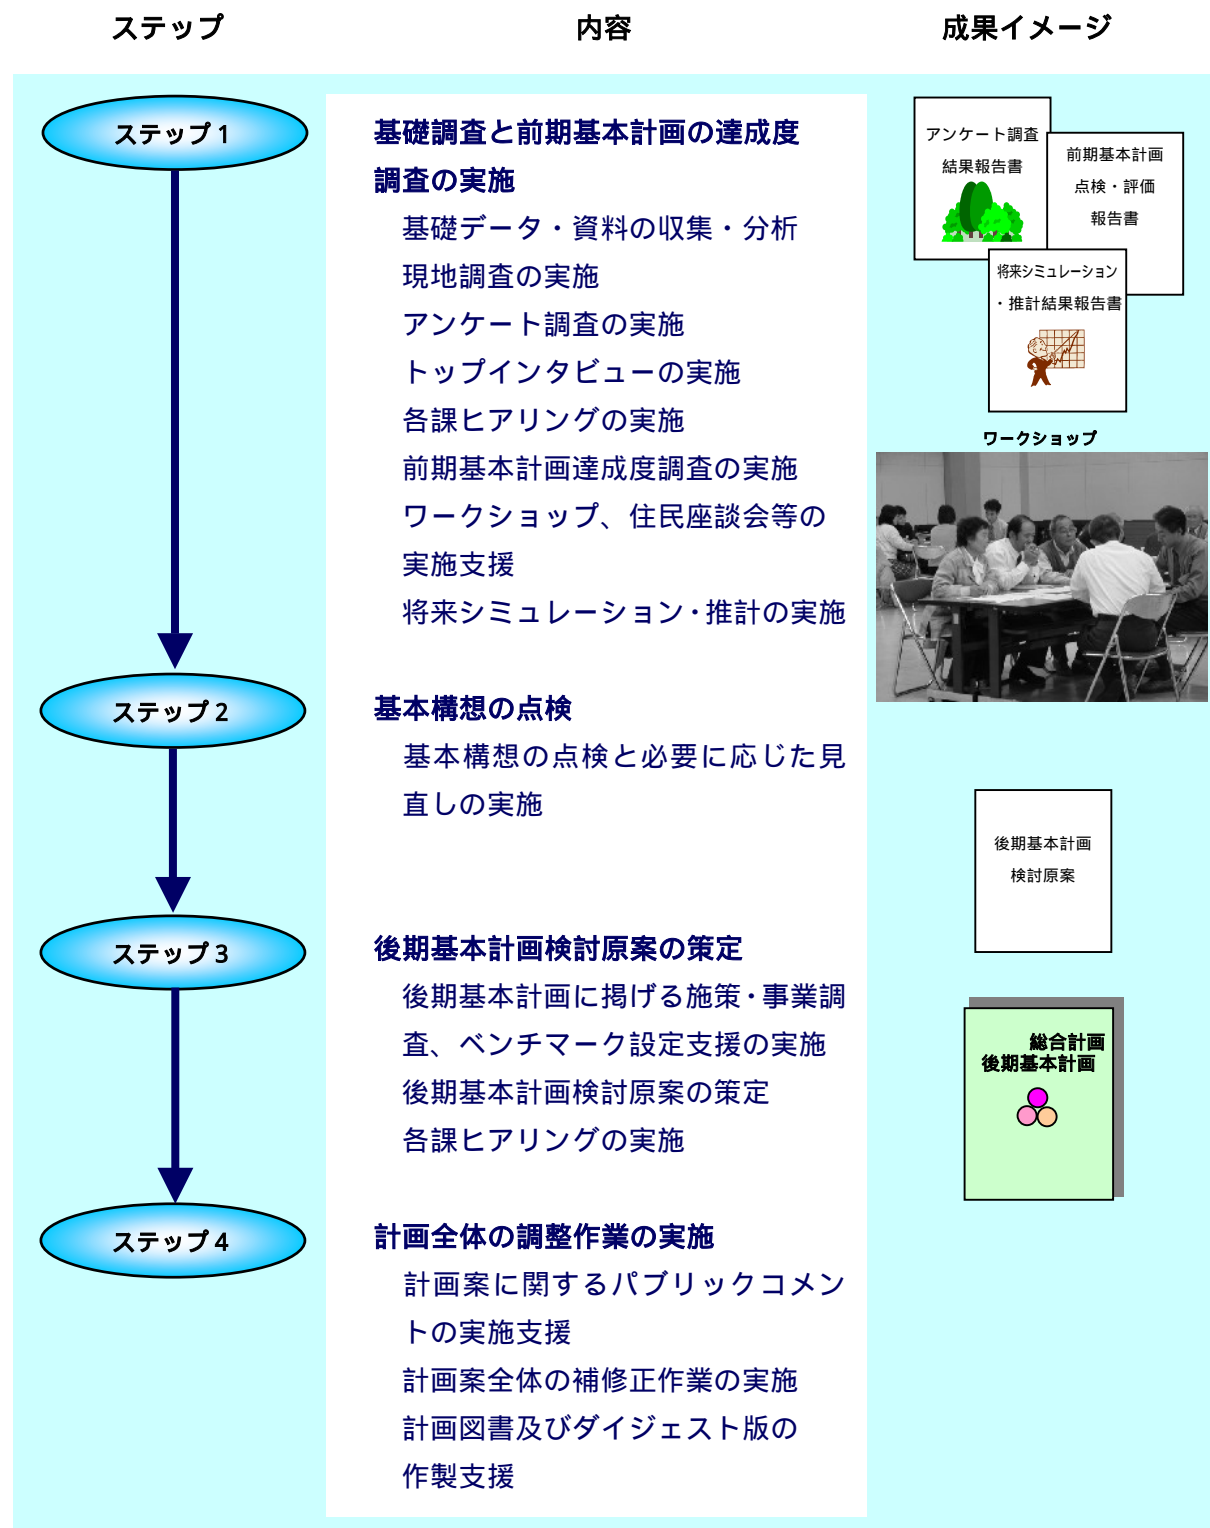 ステップ
内容
成果イメージ
ステップ1
基礎調査と前期基本計画の達成度
調査の実施
基礎データ・資料の収集・分析
現地調査の実施
アンケート調査の実施
トップインタビューの実施
各課ヒアリングの実施
前期基本計画達成度調査の実施
ワークショップ、住民座談会等の
実施支援
将来シミュレーション・推計の実施
アンケート調査
結果報告書
前期基本計画
点検・評価
報告書
将来シミュレーション
・推計結果報告書
ワークショップ
ステップ2
基本構想の点検
基本構想の点検と必要に応じた見
直しの実施
後期基本計画
検討原案
ステップ3
後期基本計画検討原案の策定
後期基本計画に掲げる施策・事業調
査、ベンチマーク設定支援の実施
後期基本計画検討原案の策定
各課ヒアリングの実施
総合計画
後期基本計画
ステップ4
計画全体の調整作業の実施
計画案に関するパブリックコメン
トの実施支援
計画案全体の補修正作業の実施
計画図書及びダイジェスト版の
作製支援